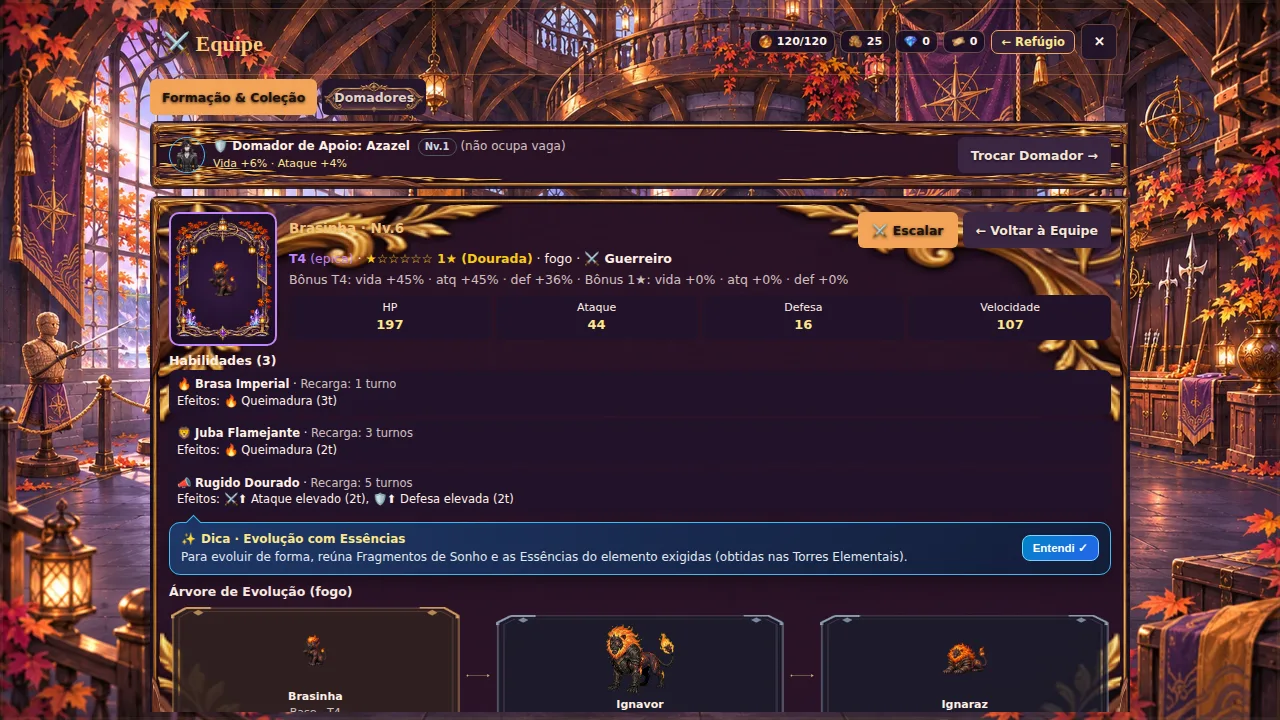 ⚔️ Equipe
120/120
25
0
0
← Refúgio
✕
Formação & Coleção
Domadores
🛡️ Domador de Apoio: Azazel Nv.1 (não ocupa vaga)
Vida +6% · Ataque +4%
Trocar Domador →
Brasinha · Nv.6
⚔️ Escalar
← Voltar à Equipe
T4 (épica) · ★☆☆☆☆☆ 1★ (Dourada) · fogo · ⚔️ Guerreiro
Bônus T4: vida +45% · atq +45% · def +36% · Bônus 1★: vida +0% · atq +0% · def +0%
HP
197
Ataque
44
Defesa
16
Velocidade
107
Habilidades (3)
🔥 Brasa Imperial · Recarga: 1 turno
Efeitos: 🔥 Queimadura (3t)
🦁 Juba Flamejante · Recarga: 3 turnos
Efeitos: 🔥 Queimadura (2t)
📣 Rugido Dourado · Recarga: 5 turnos
Efeitos: ⚔️⬆ Ataque elevado (2t), 🛡️⬆ Defesa elevada (2t)
✨ Dica · Evolução com Essências
Para evoluir de forma, reúna Fragmentos de Sonho e as Essências do elemento exigidas (obtidas nas Torres Elementais).
Entendi ✓
Árvore de Evolução (fogo)
Brasinha
Base · T4
Ignavor
Ignaraz